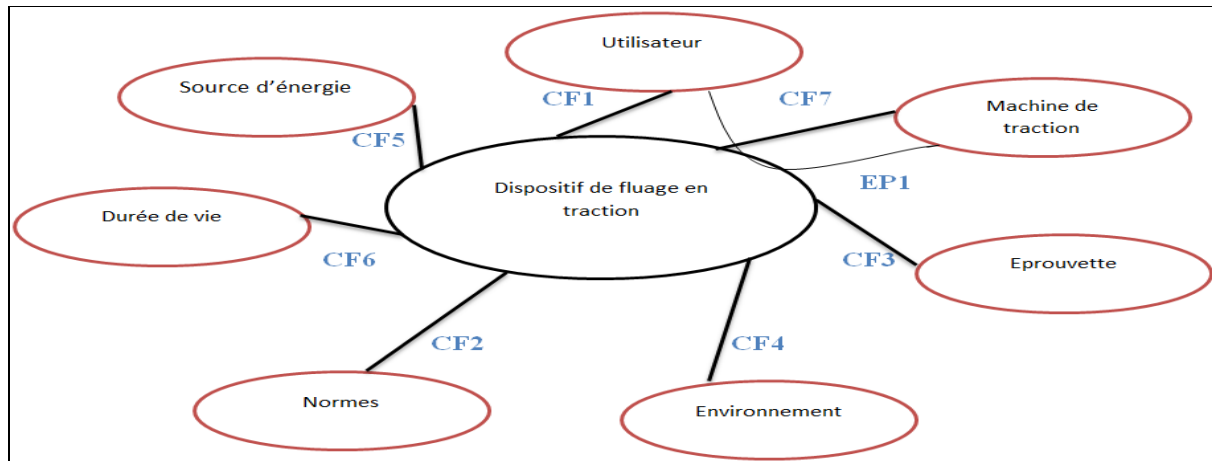 Utilisateur
Source d'énergie
CF1
CF7
Machine de
traction
CF5
Dispositif de fluage en
traction
EP1
Durée de vie
CF6
CF3
Eprouvette
CF2
CF4
Normes
Environnement